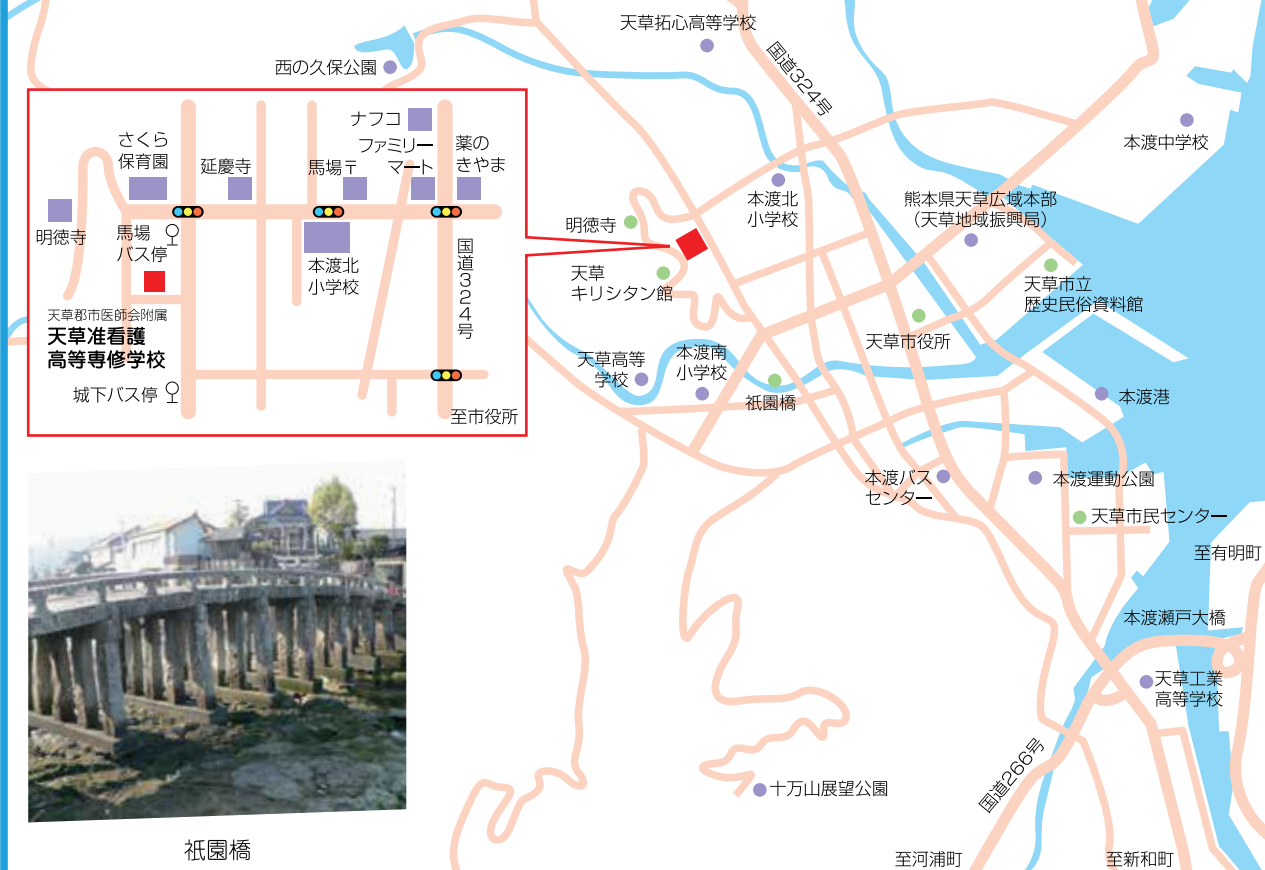 天草拓心高等学校
国道324号
西の久保公園
本渡中学校
ナフコ
さくら
保育園
延慶寺
馬場〒
ファミリー
マート
薬の
きやま
明徳寺
馬場
バス停
本渡北
小学校
国道324号
天草郡市医師会附属
天草准看護
高等専修学校
城下バス停
至市役所
本渡北
小学校
熊本県天草広域本部
（天草地域振興局）
明徳寺
天草
キリシタン館
天草市立
歴史民俗資料館
天草市役所
天草高等
学校
本渡南
小学校
祇園橋
本渡港
本渡バス
センター
本渡運動公園
天草市民センター
至有明町
本渡瀬戸大橋
天草工業
高等学校
国道266号
十万山展望公園
至河浦町
至新和町
祇園橋